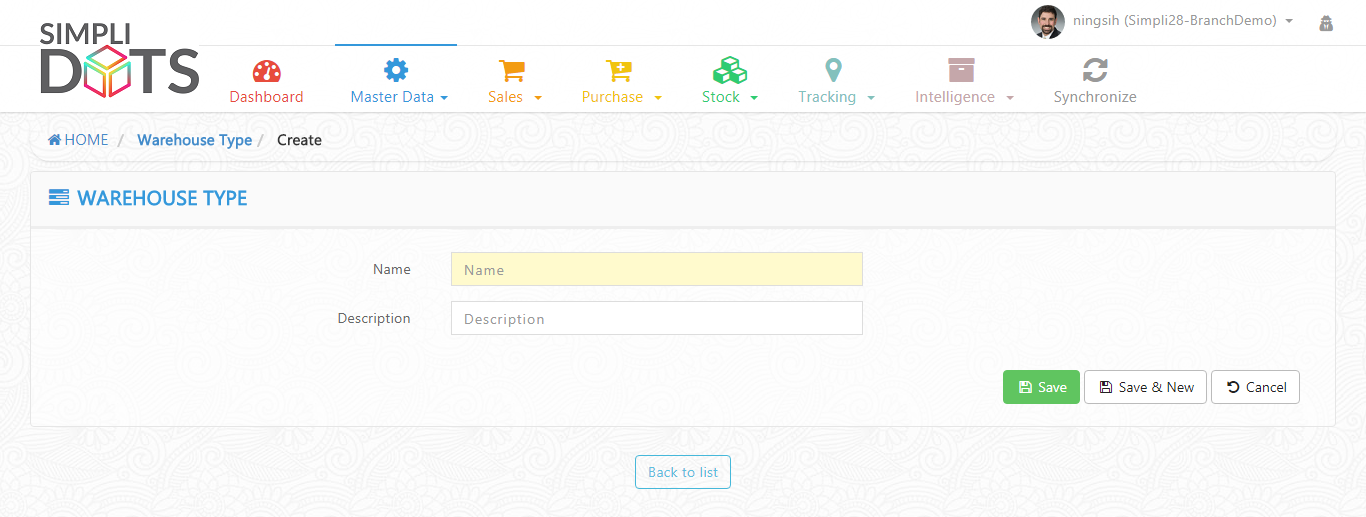 ningsih (Simpli28-BranchDemo)
SIMPLI
DOTS
Dashboard
Master Data
Sales
Purchase
Stock
Tracking
Intelligence
Synchronize
HOME / Warehouse Type / Create
WAREHOUSE TYPE
Name Name
Description Description
Save Save & New Cancel
Back to list